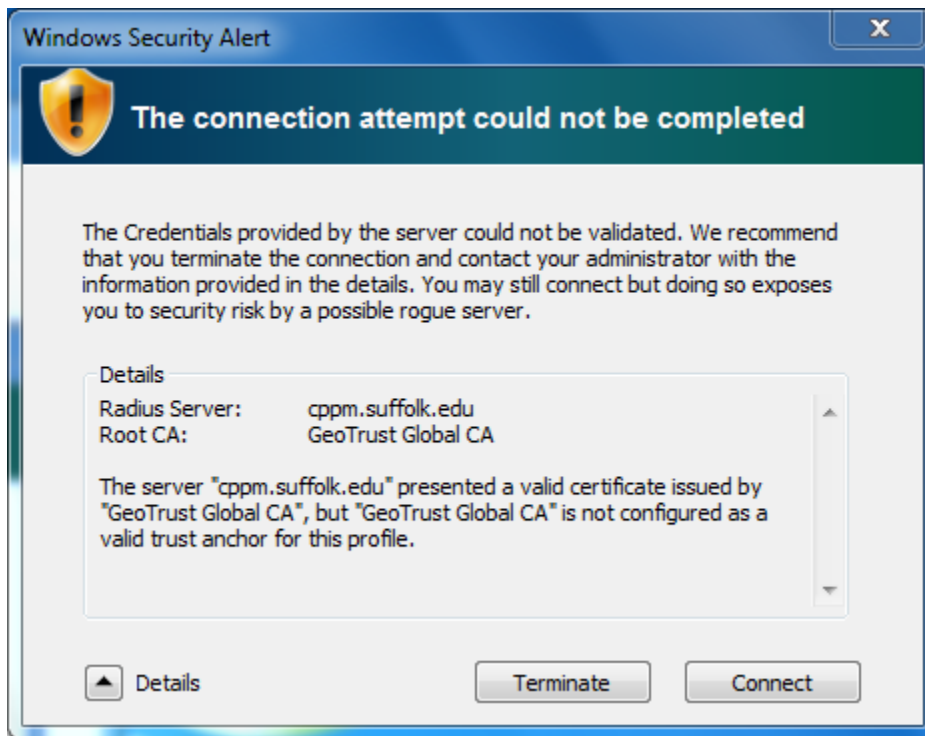 Windows Security Alert
The connection attempt could not be completed
The Credentials provided by the server could not be validated. We recommend
that you terminate the connection and contact your administrator with the
information provided in the details. You may still connect but doing so exposes
you to security risk by a possible rogue server.
Details
Radius Server: cppm.suffolk.edu
Root CA: GeoTrust Global CA
The server "cppm.suffolk.edu" presented a valid certificate issued by
"GeoTrust Global CA", but "GeoTrust Global CA" is not configured as a
valid trust anchor for this profile.
Details Terminate Connect